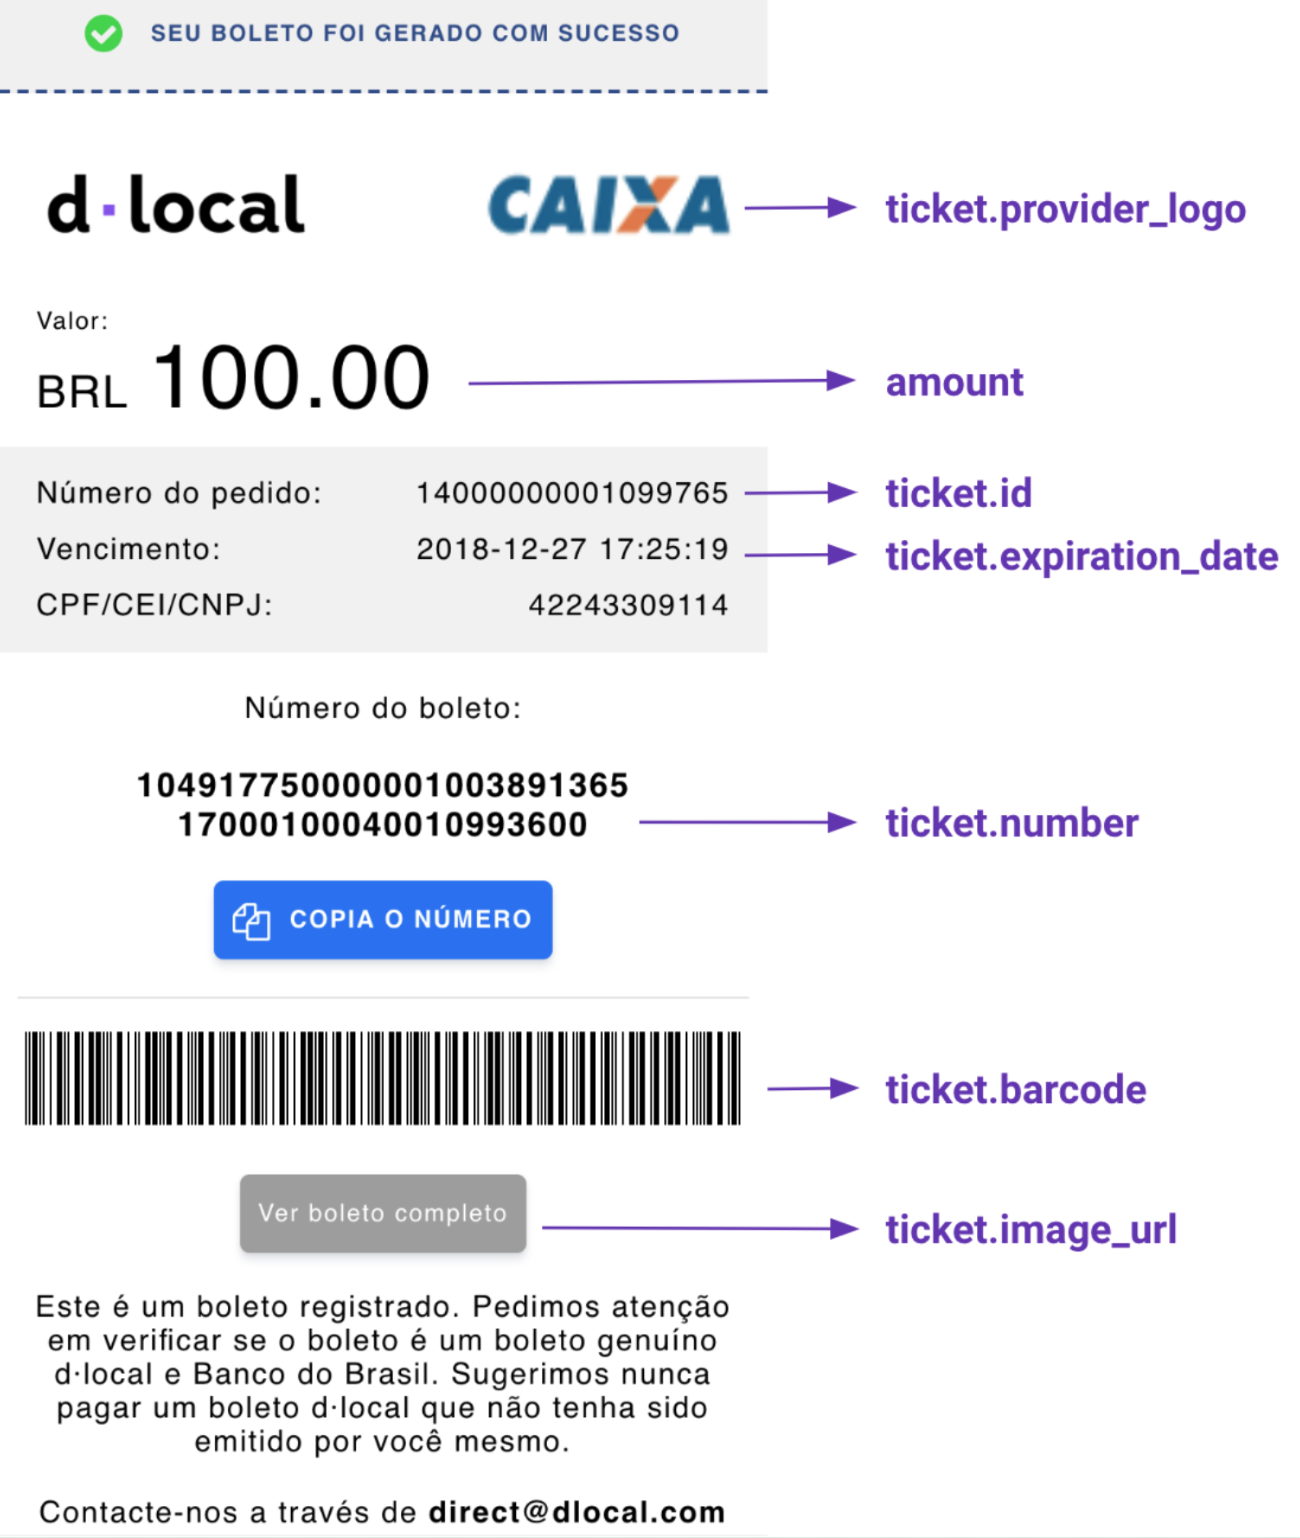 SEU BOLETO FOI GERADO COM SUCESSO
d·local CAIXA ticket.provider_logo
Valor:
BRL 100.00 amount
Número do pedido: 14000000001099765 ticket.id
Vencimento: 2018-12-27 17:25:19 ticket.expiration_date
CPF/CEI/CNPJ: 42243309114
Número do boleto:
104917750000001003891365
17000100040010993600 ticket.number
COPIA O NÚMERO
ticket.barcode
Ver boleto completo ticket.image_url
Este é um boleto registrado. Pedimos atenção
em verificar se o boleto é um boleto genuíno
d·local e Banco do Brasil. Sugerimos nunca
pagar um boleto d·local que não tenha sido
emitido por você mesmo.
Contacte-nos a través de direct@dlocal.com